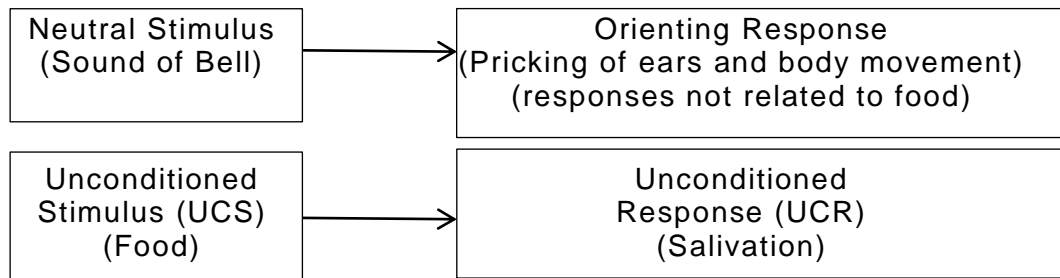 Neutral Stimulus
(Sound of Bell)
Orienting Response
(Pricking of ears and body movement)
(responses not related to food)
Unconditioned
Stimulus (UCS)
(Food)
Unconditioned
Response (UCR)
(Salivation)